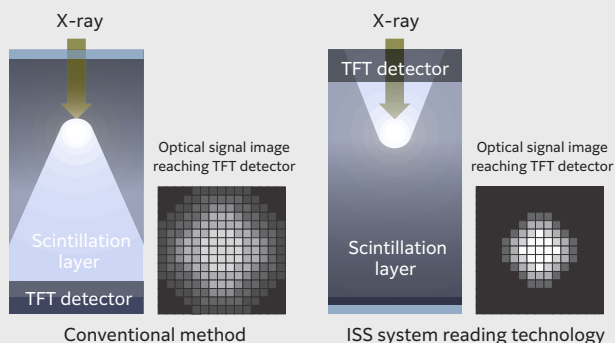 X-ray
Optical signal image
reaching TFT detector
Scintillation
layer
TFT detector
Conventional method
X-ray
TFT detector
Optical signal image
reaching TFT detector
Scintillation
layer
ISS system reading technology